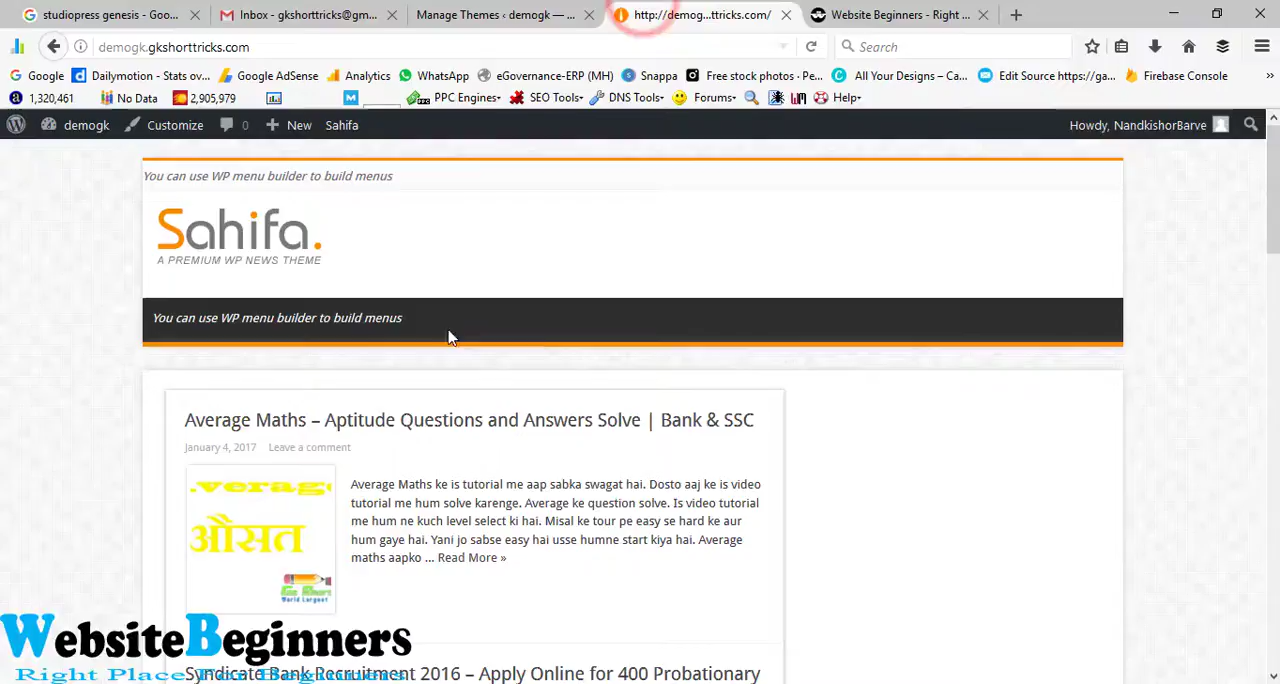 studiopress genesis - Goo...
Inbox - gkshorttricks@gm...
Manage Themes ‹ demogk — ...
http://demog...ttricks.com/
Website Beginners - Right ...
demogk.gkshorttricks.com
Search
Google
Dailymotion - Stats ov...
Google AdSense
Analytics
WhatsApp
eGovernance-ERP (MH)
Snappa
Free stock photos · Pe...
All Your Designs – Ca...
Edit Source https://ga...
Firebase Console
1,320,461
No Data
2,905,979
PPC Engines
SEO Tools
DNS Tools
Forums
Help
demogk
Customize
0
New
Sahifa
Howdy, NandkishorBarve
You can use WP menu builder to build menus
Sahifa.
A PREMIUM WP NEWS THEME
You can use WP menu builder to build menus
Average Maths – Aptitude Questions and Answers Solve | Bank & SSC
January 4, 2017
Leave a comment
औसत
Average Maths ke is tutorial me aap sabka swagat hai. Dosto aaj ke is video
tutorial me hum solve karenge. Average ke question solve. Is video tutorial
me hum ne kuch level select ki hai. Misal ke tour pe easy se hard ke aur
hum gaye hai. Yani jo sabse easy hai usse humne start kiya hai. Average
maths aapko ... Read More »
WebsiteBeginners
Right Place For Beginners
Syndicate Bank Recruitment 2016 – Apply Online for 400 Probationary